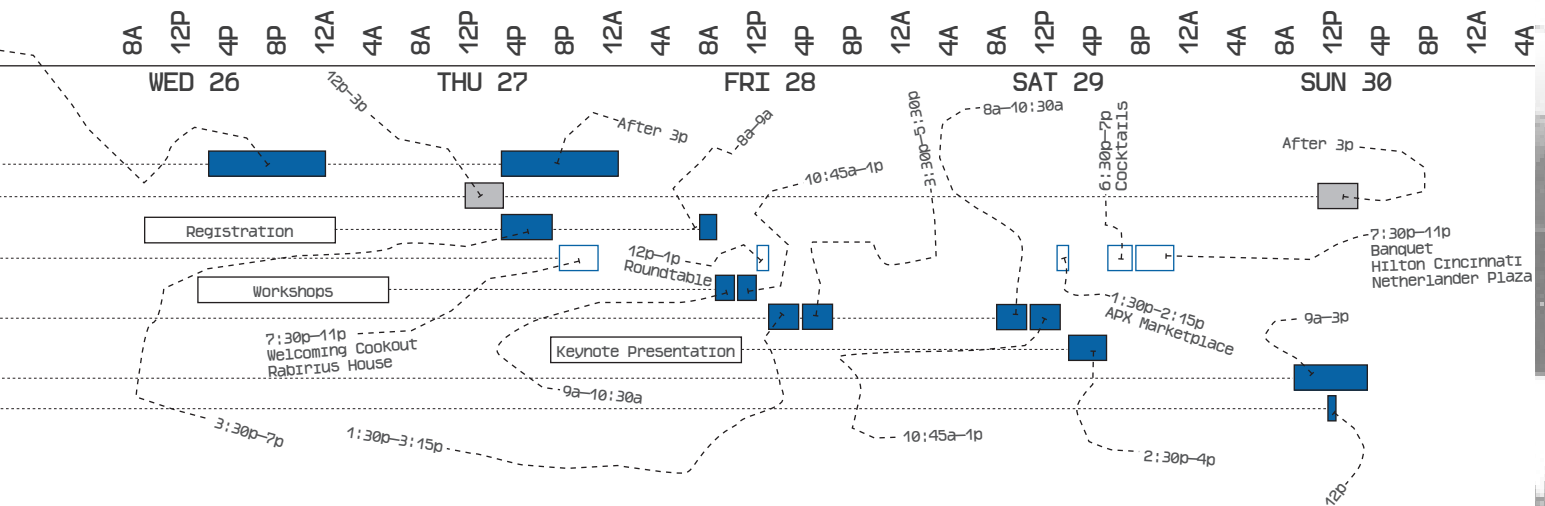 8A 12P 4P 8P 12A 4A 8A 12P 4P 8P 12A 4A 8A 12P 4P 8P 12A 4A 8A 12P 4P 8P 12A 4A 8A 12P 4P 8P 12A 4A
WED 26 THU 27 FRI 28 SAT 29 SUN 30
12p—3p
After 3p
8a—9a
3:30p—5:30p
8a—10:30a
6:30p—7p
Cocktails
After 3p
10:45a—1p
Registration
12p—1p
Roundtable
7:30p—11p
Banquet
Hilton Cincinnati
Netherlander Plaza
Workshops
1:30p—2:15p
APX Marketplace
7:30p—11p
Welcoming Cookout
Rabirius House
Keynote Presentation
9a—3p
9a—10:30a
3:30p—7p
1:30p—3:15p
10:45a—1p
2:30p—4p
12p